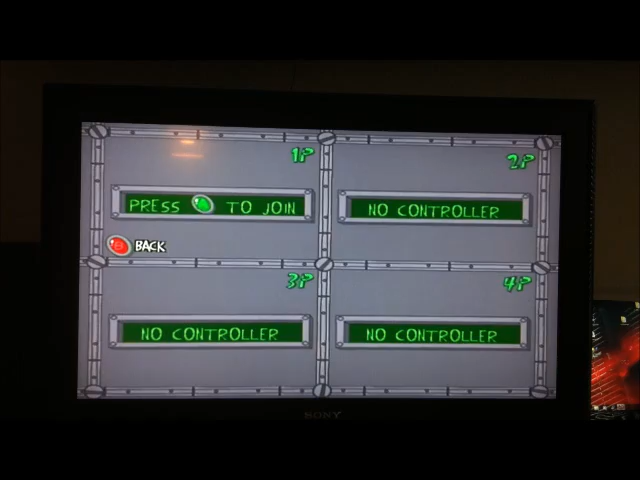 1P
2P
PRESS A TO JOIN
NO CONTROLLER
B BACK
3P
4P
NO CONTROLLER
NO CONTROLLER
SONY